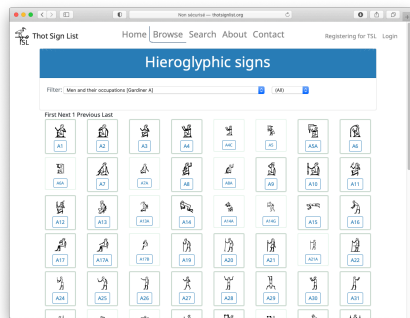 Non sécurisé — thotsignlist.org
TSL
Thot Sign List
Home Browse Search About Contact
Registering for TSL Login
Hieroglyphic signs
Filter: Men and their occupations [Gardiner A] (All)
First Next 1 Previous Last
A1 A2 A3 A4 A4C A5 A5A A6
A6A A7 A7A A8 A8A A9 A10 A11
A12 A13 A13A A14 A14A A14G A15 A16
A17 A17A A17B A19 A20 A21 A21A A22
A24 A25 A26 A27 A28 A29 A30 A31